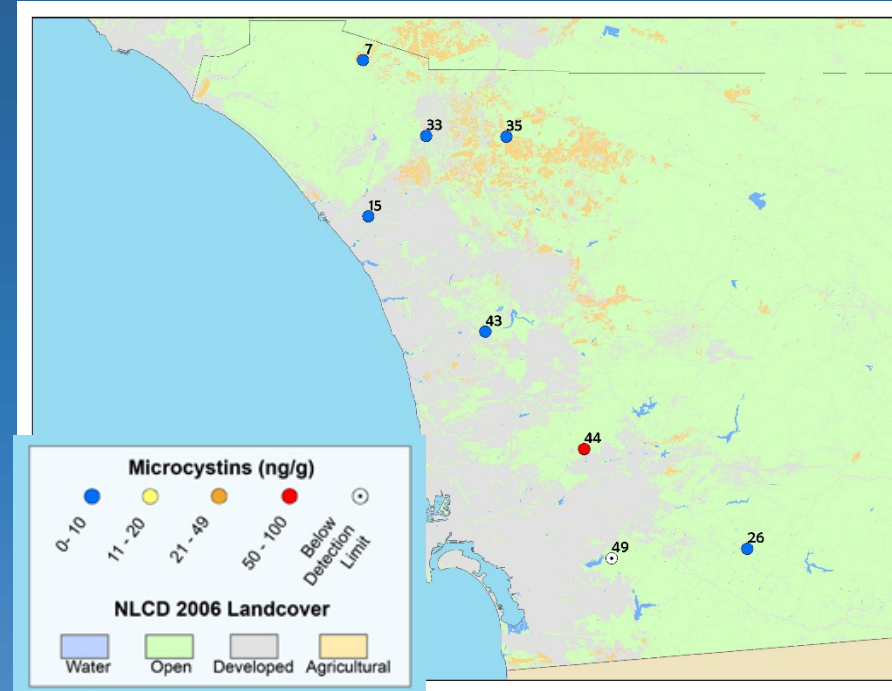 7
33
35
15
43
44
49
26
Microcystins (ng/g)
0- 10
11 - 20
21 - 49
50 - 100
Below
Detection
Limit
NLCD 2006 Landcover
Water
Open
Developed
Agricultural